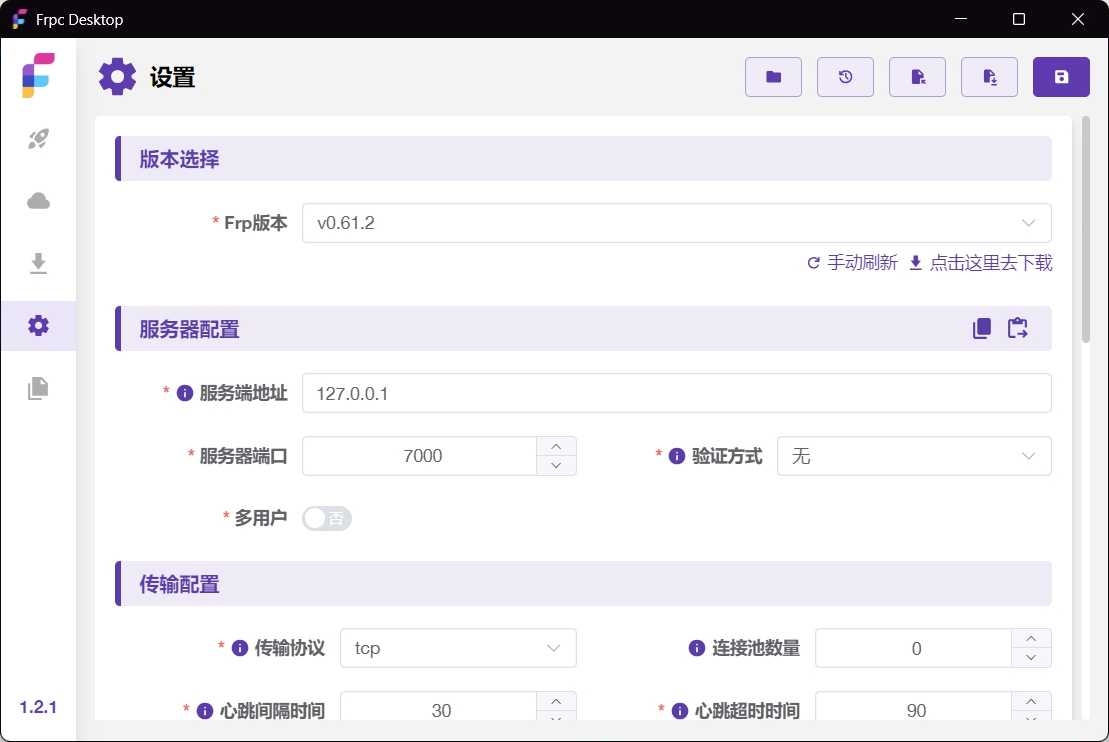 Frpc Desktop
设置
版本选择
* Frp版本 v0.61.2
手动刷新 点击这里去下载
服务器配置
* 服务端地址 127.0.0.1
* 服务器端口 7000 * 验证方式 无
* 多用户 否
传输配置
* 传输协议 tcp 连接池数量 0
* 心跳间隔时间 30 * 心跳超时时间 90
1.2.1